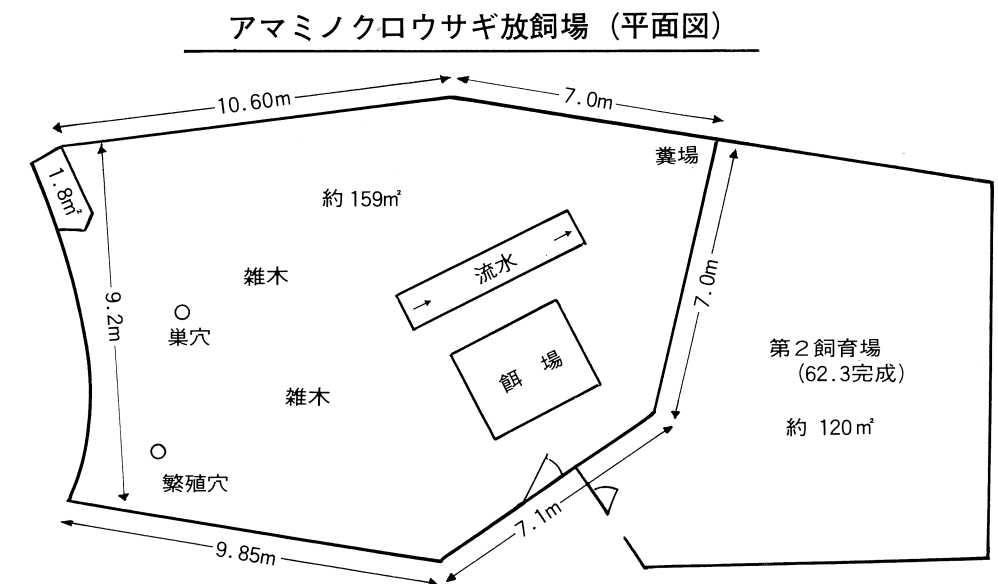 アマミノクロウサギ放飼場（平面図）
10.60m
7.0m
糞場
1.8㎡
約 159㎡
流水
雑木
9.2m
7.0m
巣穴
第２飼育場
（62.3完成）
餌 場
雑木
約 120㎡
繁殖穴
7.1m
9.85m